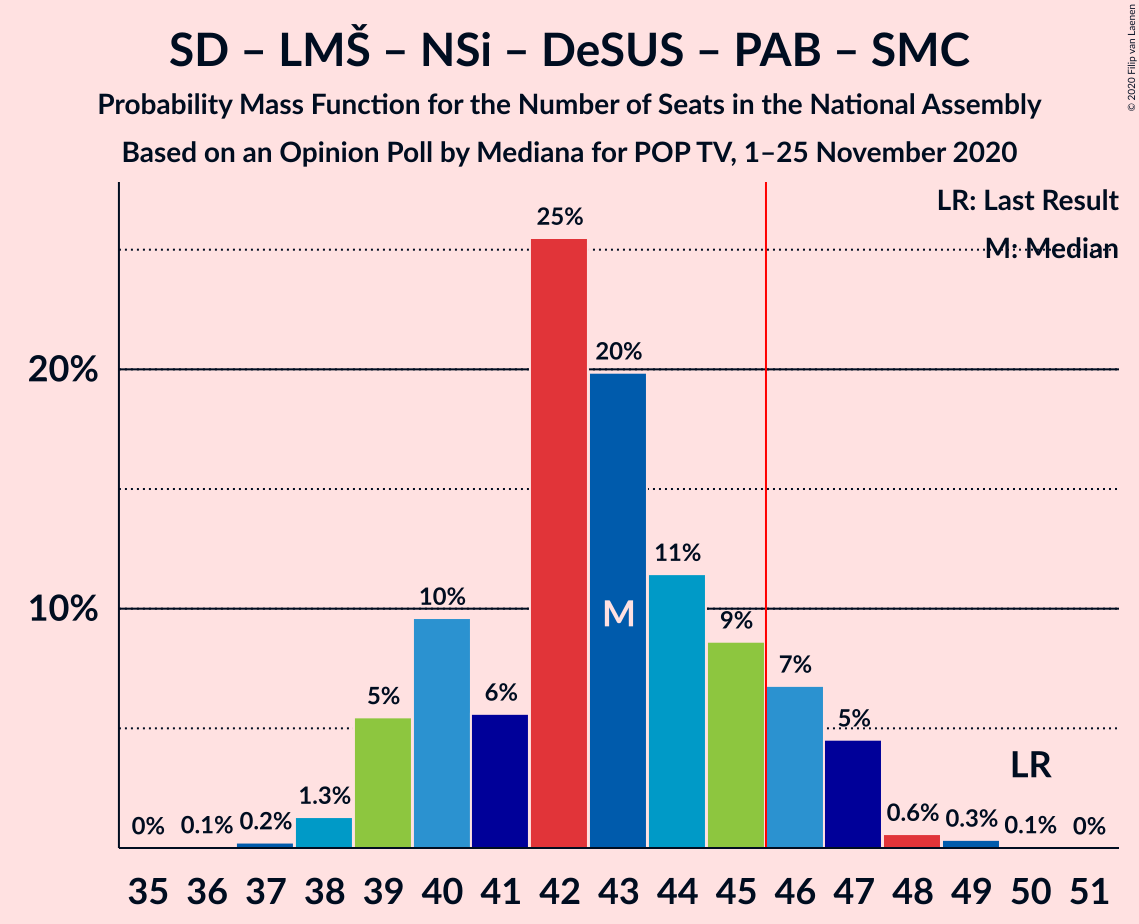 SD – LMŠ – NSi – DeSUS – PAB – SMC
Probability Mass Function for the Number of Seats in the National Assembly
Based on an Opinion Poll by Mediana for POP TV, 1–25 November 2020
© 2020 Filip van Laenen
LR: Last Result
M: Median
20%
10%
0%
0.1%
0.2%
1.3%
5%
10%
6%
25%
20%
11%
9%
7%
5%
0.6%
0.3%
0.1%
0%
M
LR
35 36 37 38 39 40 41 42 43 44 45 46 47 48 49 50 51